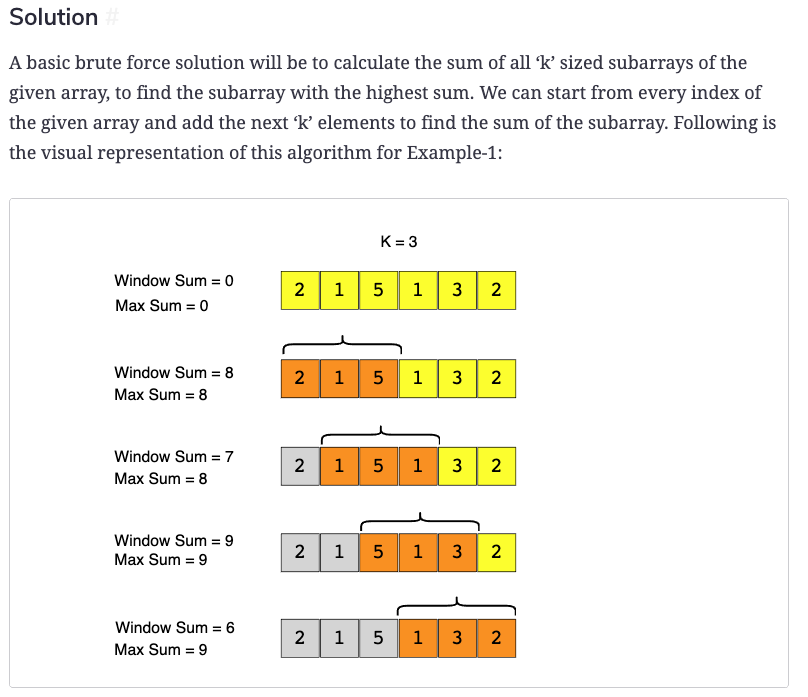 Solution #
A basic brute force solution will be to calculate the sum of all ‘k’ sized subarrays of the
given array, to find the subarray with the highest sum. We can start from every index of
the given array and add the next ‘k’ elements to find the sum of the subarray. Following is
the visual representation of this algorithm for Example-1:
K = 3
Window Sum = 0
Max Sum = 0
2 1 5 1 3 2
Window Sum = 8
Max Sum = 8
2 1 5 1 3 2
Window Sum = 7
Max Sum = 8
2 1 5 1 3 2
Window Sum = 9
Max Sum = 9
2 1 5 1 3 2
Window Sum = 6
Max Sum = 9
2 1 5 1 3 2